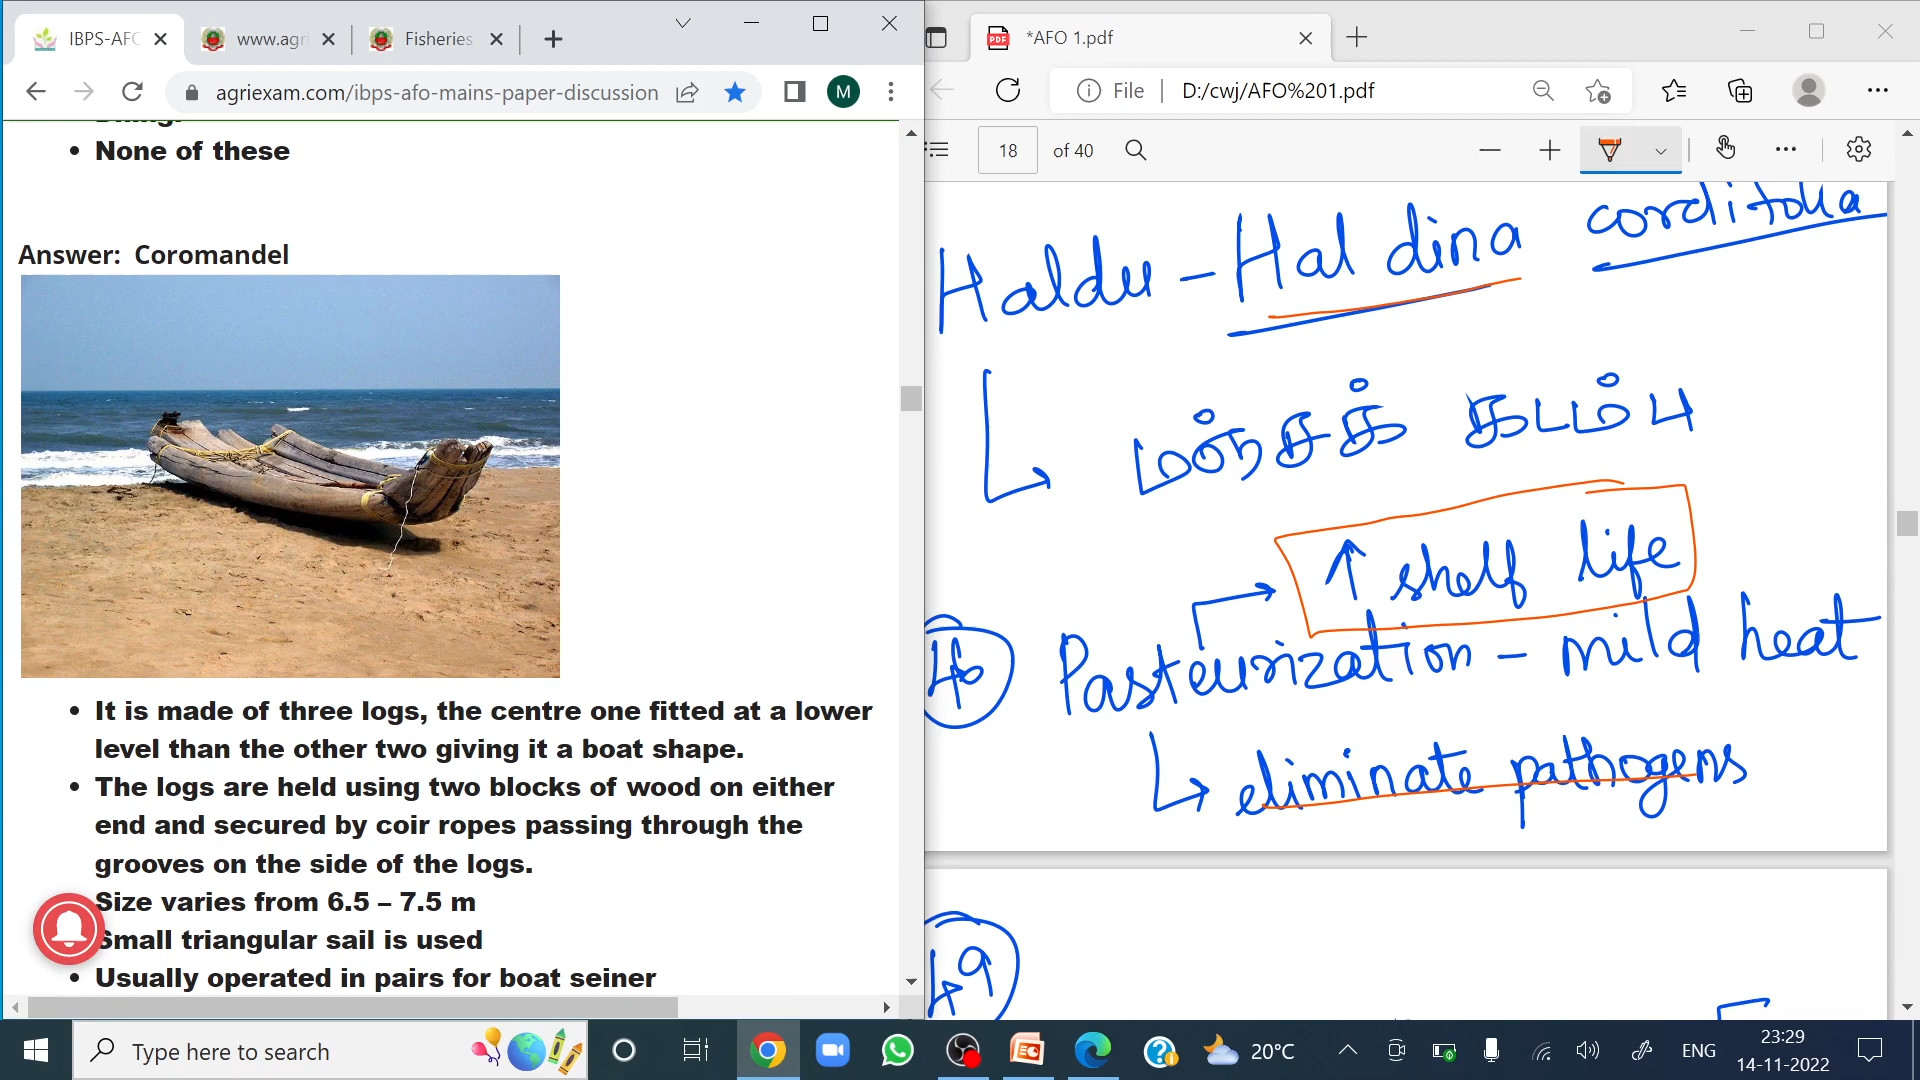 IBPS-AFC
www.agri
Fisheries
agriexam.com/ibps-afo-mains-paper-discussion
M
None of these
Answer: Coromandel
It is made of three logs, the centre one fitted at a lower
level than the other two giving it a boat shape.
The logs are held using two blocks of wood on either
end and secured by coir ropes passing through the
grooves on the side of the logs.
Size varies from 6.5 – 7.5 m
Small triangular sail is used
Usually operated in pairs for boat seiner
*AFO 1.pdf
File D:/cwj/AFO%201.pdf
18 of 40
Haldu - Haldina cordifolia
மஞ்சக் கடம்பு
↑ shelf life
46 Pasteurization - mild heat
eliminate pathogens
49
Type here to search
20°C
ENG
23:29
14-11-2022